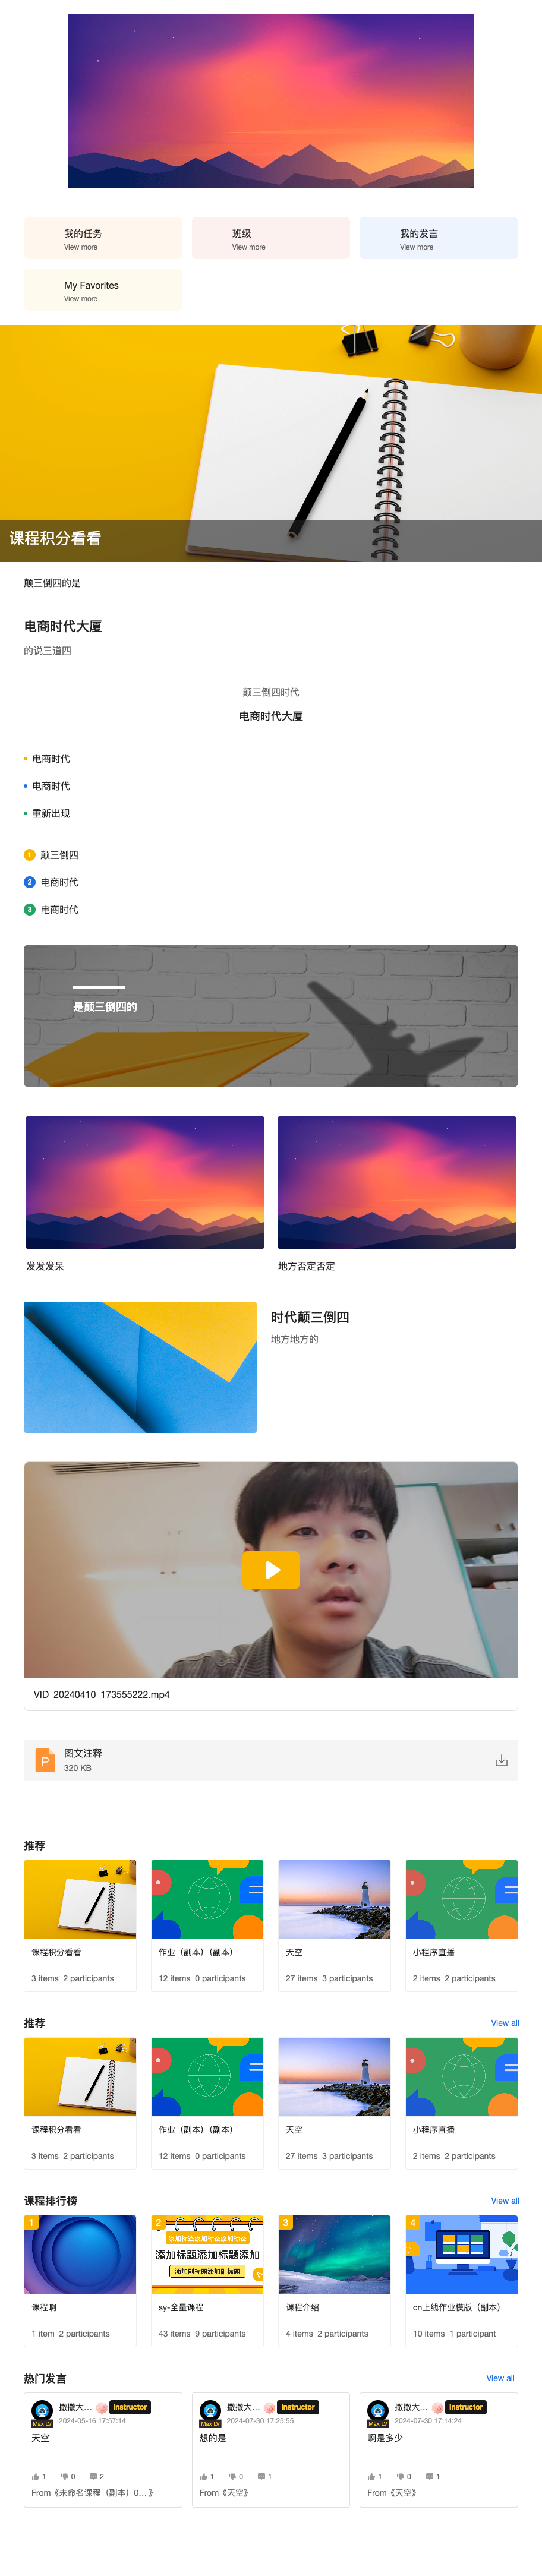 我的任务
View more
班级
View more
我的发言
View more
My Favorites
View more
课程积分看看
颠三倒四的是
电商时代大厦
的说三道四
颠三倒四时代
电商时代大厦
电商时代
电商时代
重新出现
1 颠三倒四
2 电商时代
3 电商时代
是颠三倒四的
发发发呆
地方否定否定
时代颠三倒四
地方地方的
VID_20240410_173555222.mp4
P
图文注释
320 KB
推荐
课程积分看看
3 items 2 participants
作业（副本）（副本）
12 items 0 participants
天空
27 items 3 participants
小程序直播
2 items 2 participants
推荐
View all
课程积分看看
3 items 2 participants
作业（副本）（副本）
12 items 0 participants
天空
27 items 3 participants
小程序直播
2 items 2 participants
课程排行榜
View all
1
课程啊
1 item 2 participants
2
添加标题添加标题添加标题
添加标题添加标题添加
添加副标题添加副标题
sy-全量课程
43 items 9 participants
3
课程介绍
4 items 2 participants
4
cn上线作业模版（副本）
10 items 1 participant
热门发言
View all
撒撒大... Instructor
Max LV 2024-05-16 17:57:14
天空
1 0 2
From《未命名课程（副本）0... 》
撒撒大... Instructor
Max LV 2024-07-30 17:25:55
想的是
1 0 1
From《天空》
撒撒大... Instructor
Max LV 2024-07-30 17:14:24
啊是多少
1 0 1
From《天空》